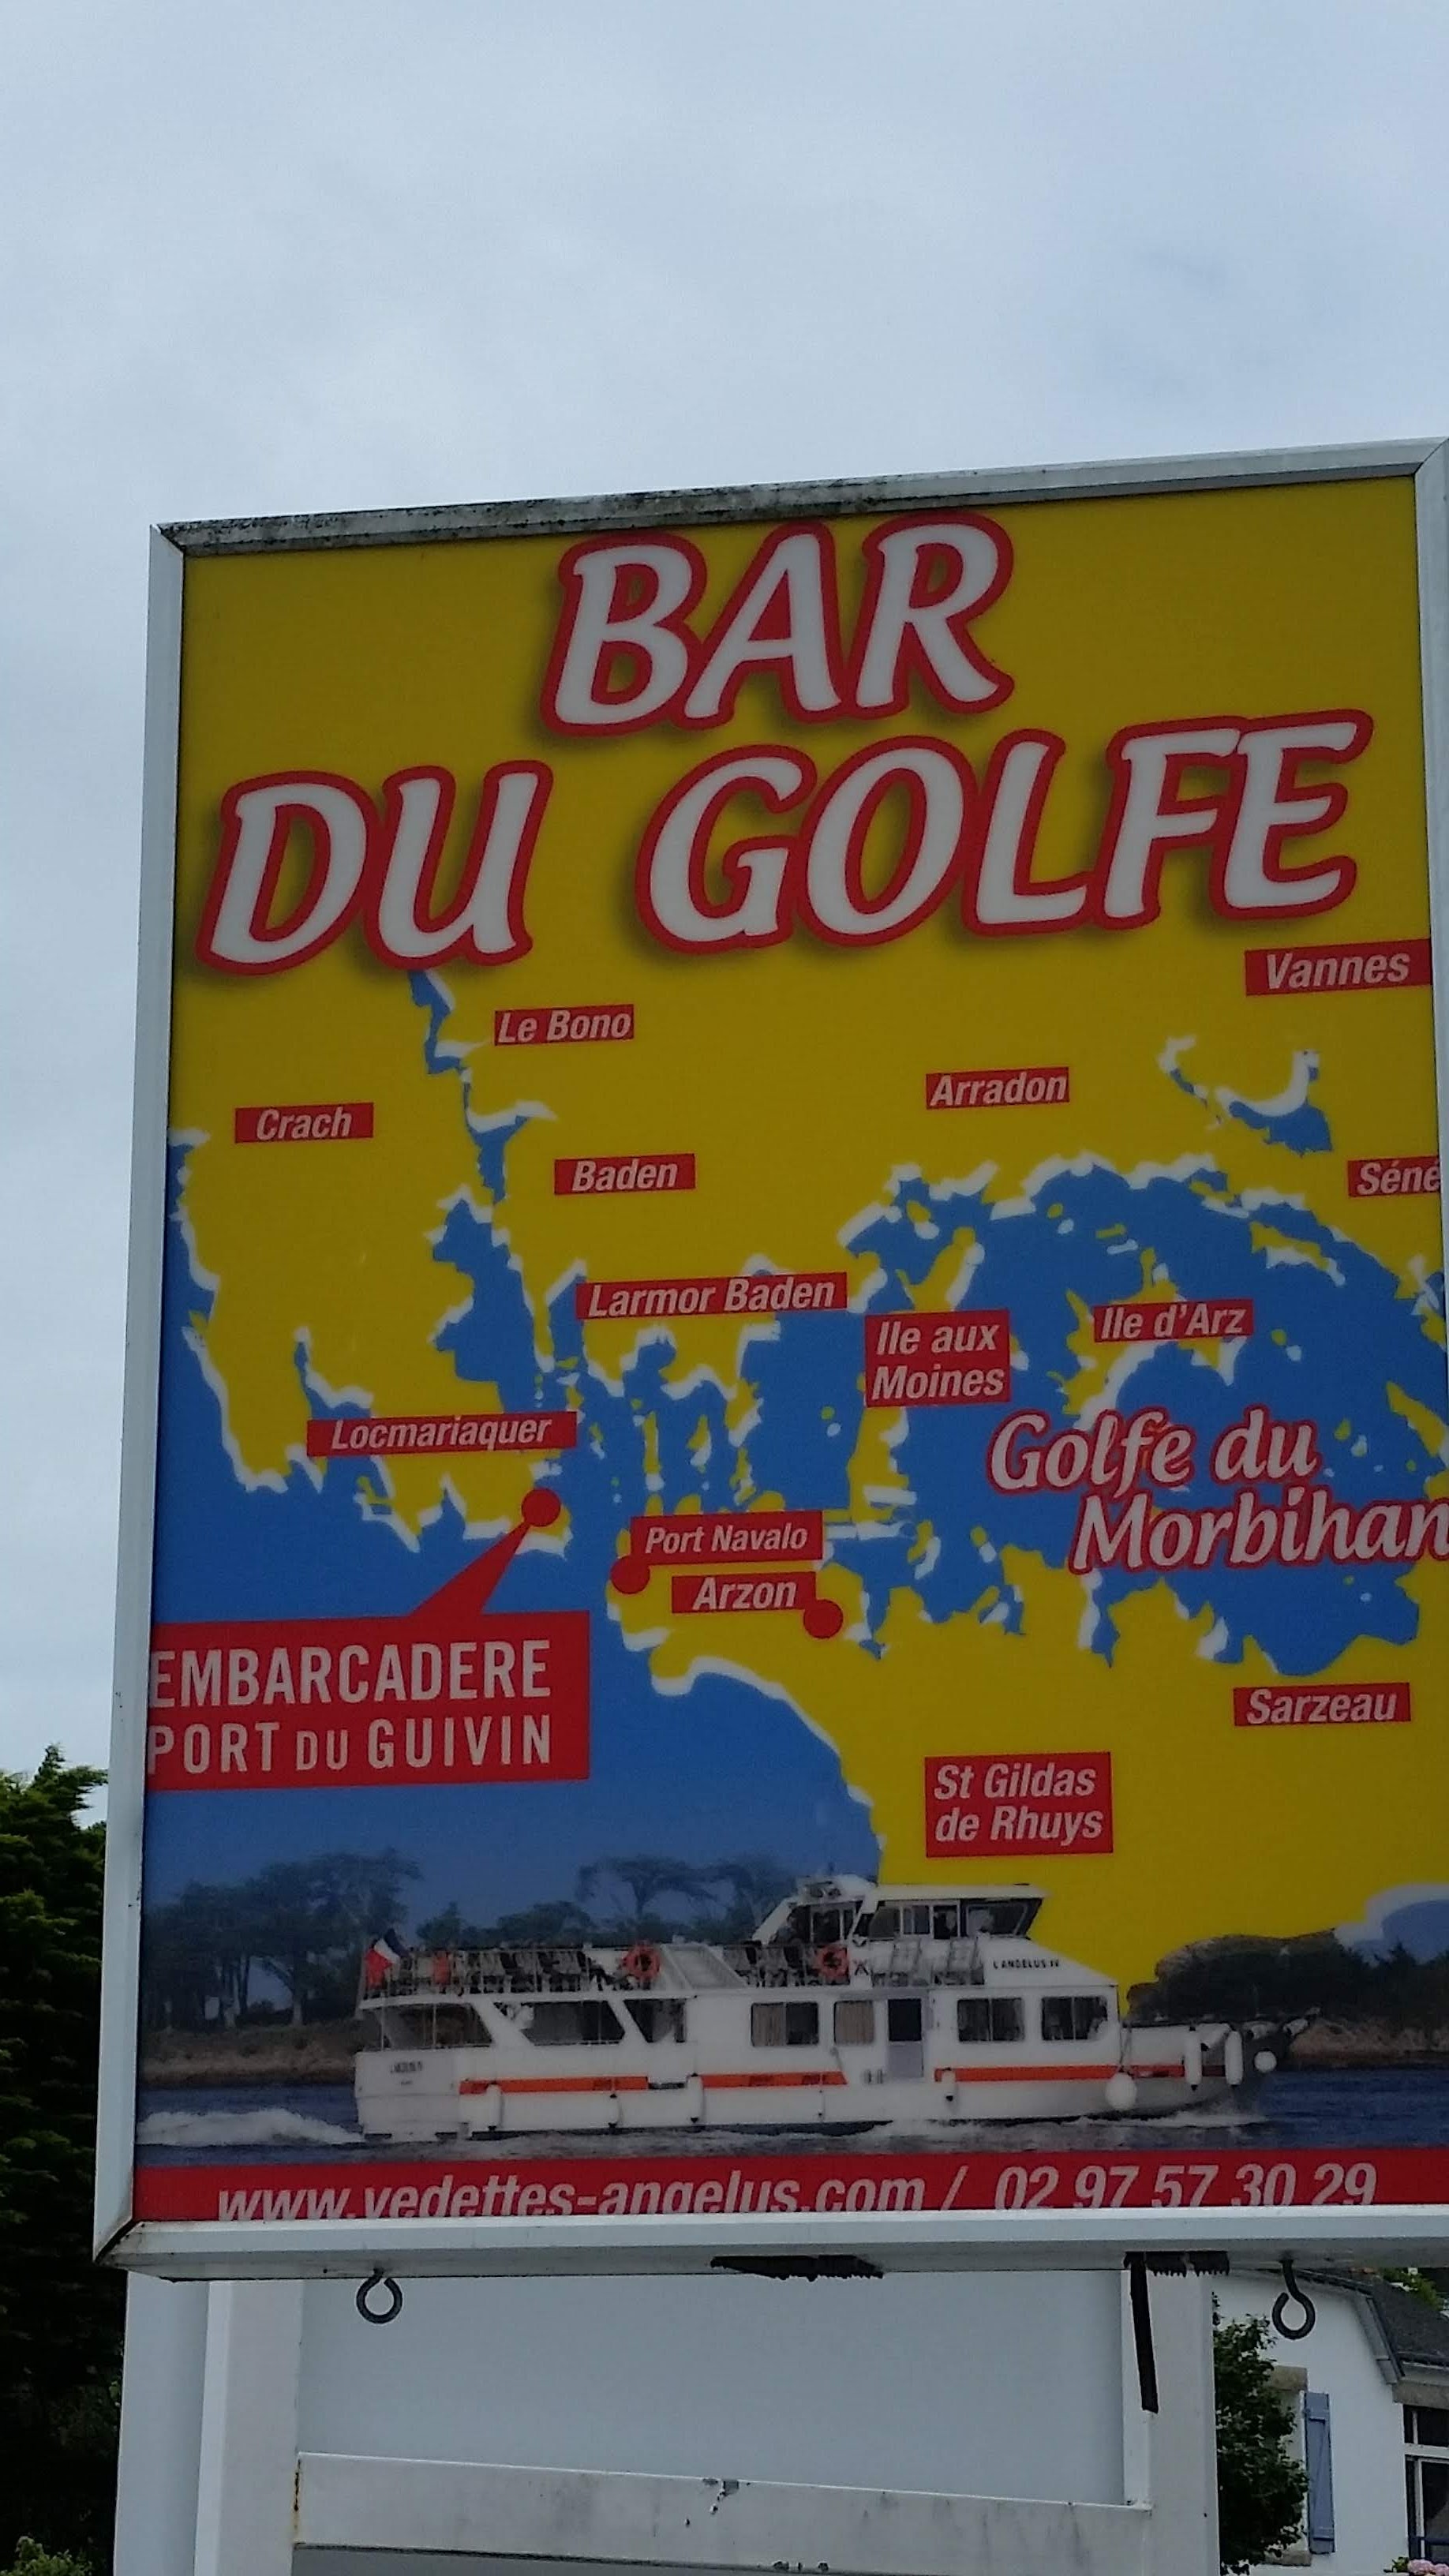 BAR
DU GOLFE
Vannes
Le Bono
Arradon
Crach
Baden
Séné
Larmor Baden
Ile aux
Moines
Ile d'Arz
Locmariaquer
Golfe du
Morbihan
Port Navalo
Arzon
EMBARCADERE
PORT DU GUIVIN
Sarzeau
St Gildas
de Rhuys
L'ANGELUS IV
www.vedettes-angelus.com / 02 97 57 30 29